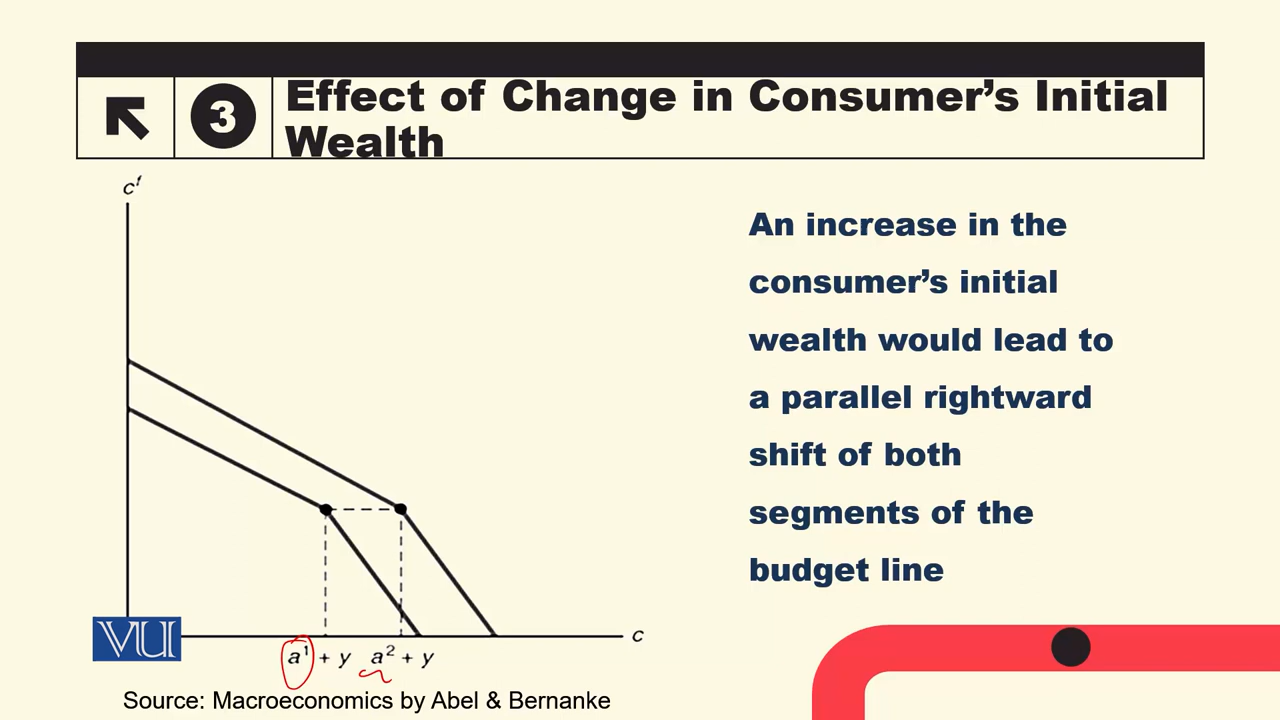 3
Effect of Change in Consumer’s Initial
Wealth
c^f
An increase in the
consumer’s initial
wealth would lead to
a parallel rightward
shift of both
segments of the
budget line
c
VU
a¹ + y a² + y
Source: Macroeconomics by Abel & Bernanke